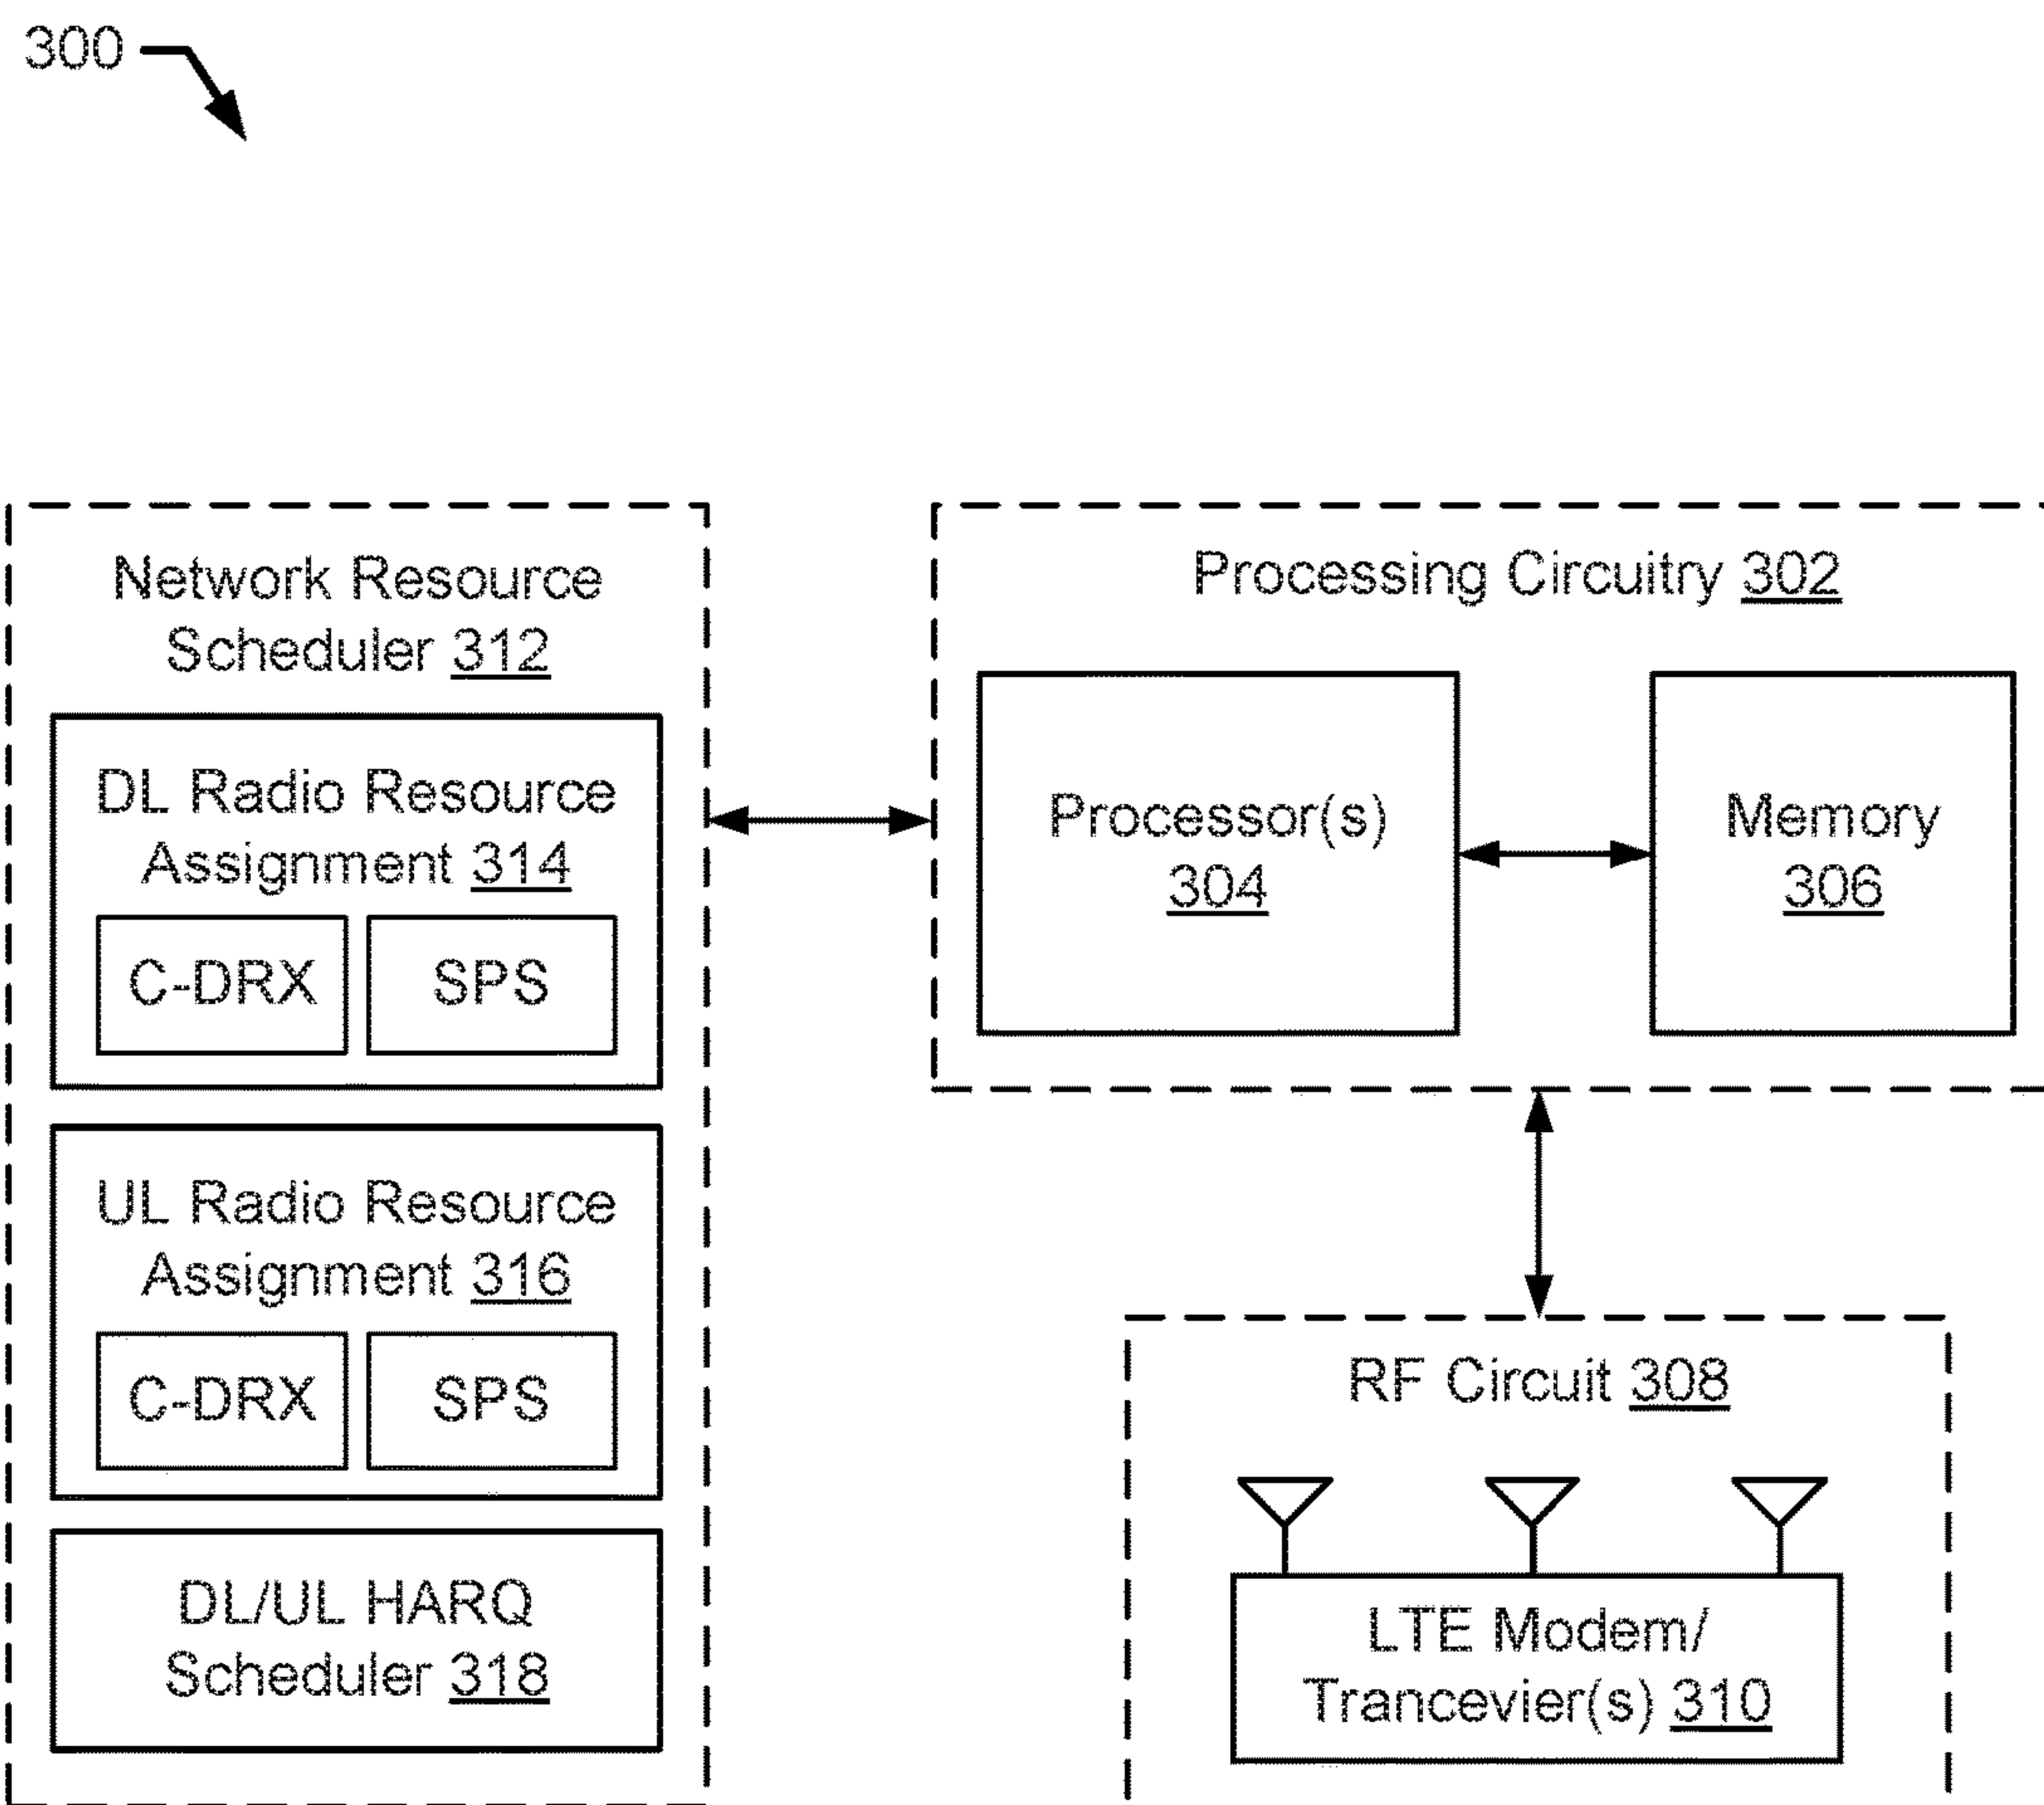 300
Network Resource
Scheduler 312
DL Radio Resource
Assignment 314
C-DRX
SPS
UL Radio Resource
Assignment 316
C-DRX
SPS
DL/UL HARQ
Scheduler 318
Processing Circuitry 302
Processor(s)
304
Memory
306
RF Circuit 308
LTE Modem/
Trancevier(s) 310